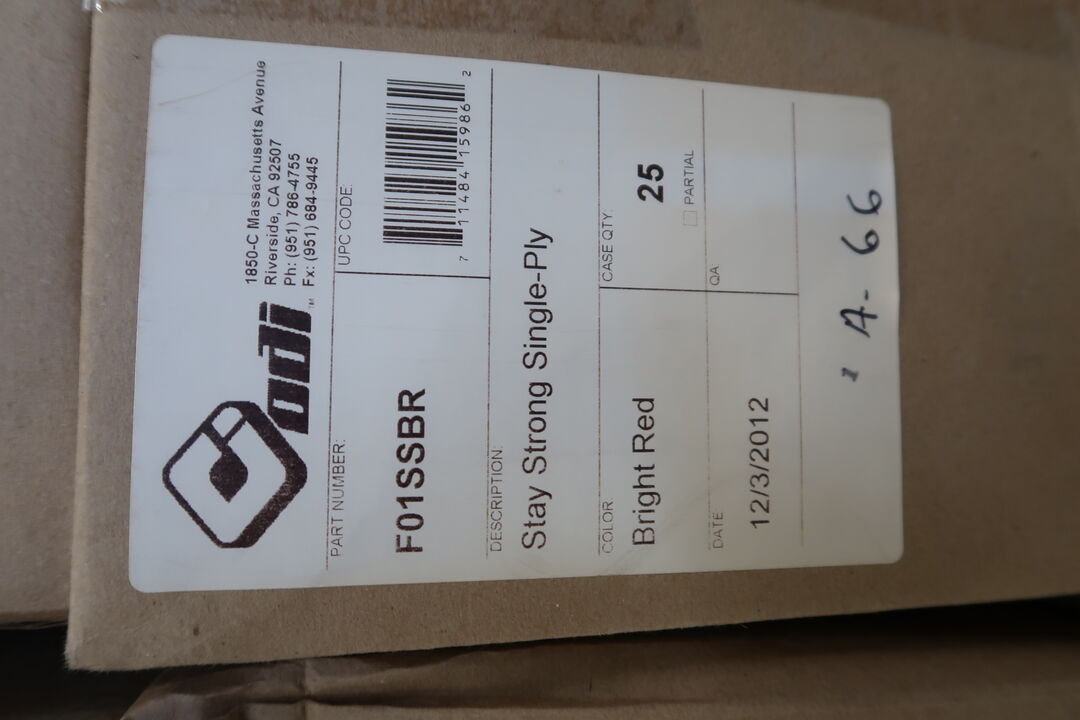 odi™
1850-C Massachusetts Avenue
Riverside, CA 92507
Ph: (951) 786-4755
Fx: (951) 684-9445
PART NUMBER:
F01SSBR
UPC CODE:
7 11484 15986 2
DESCRIPTION:
Stay Strong Single-Ply
COLOR
Bright Red
CASE QTY.
25
PARTIAL
DATE
12/3/2012
QA
A- 66